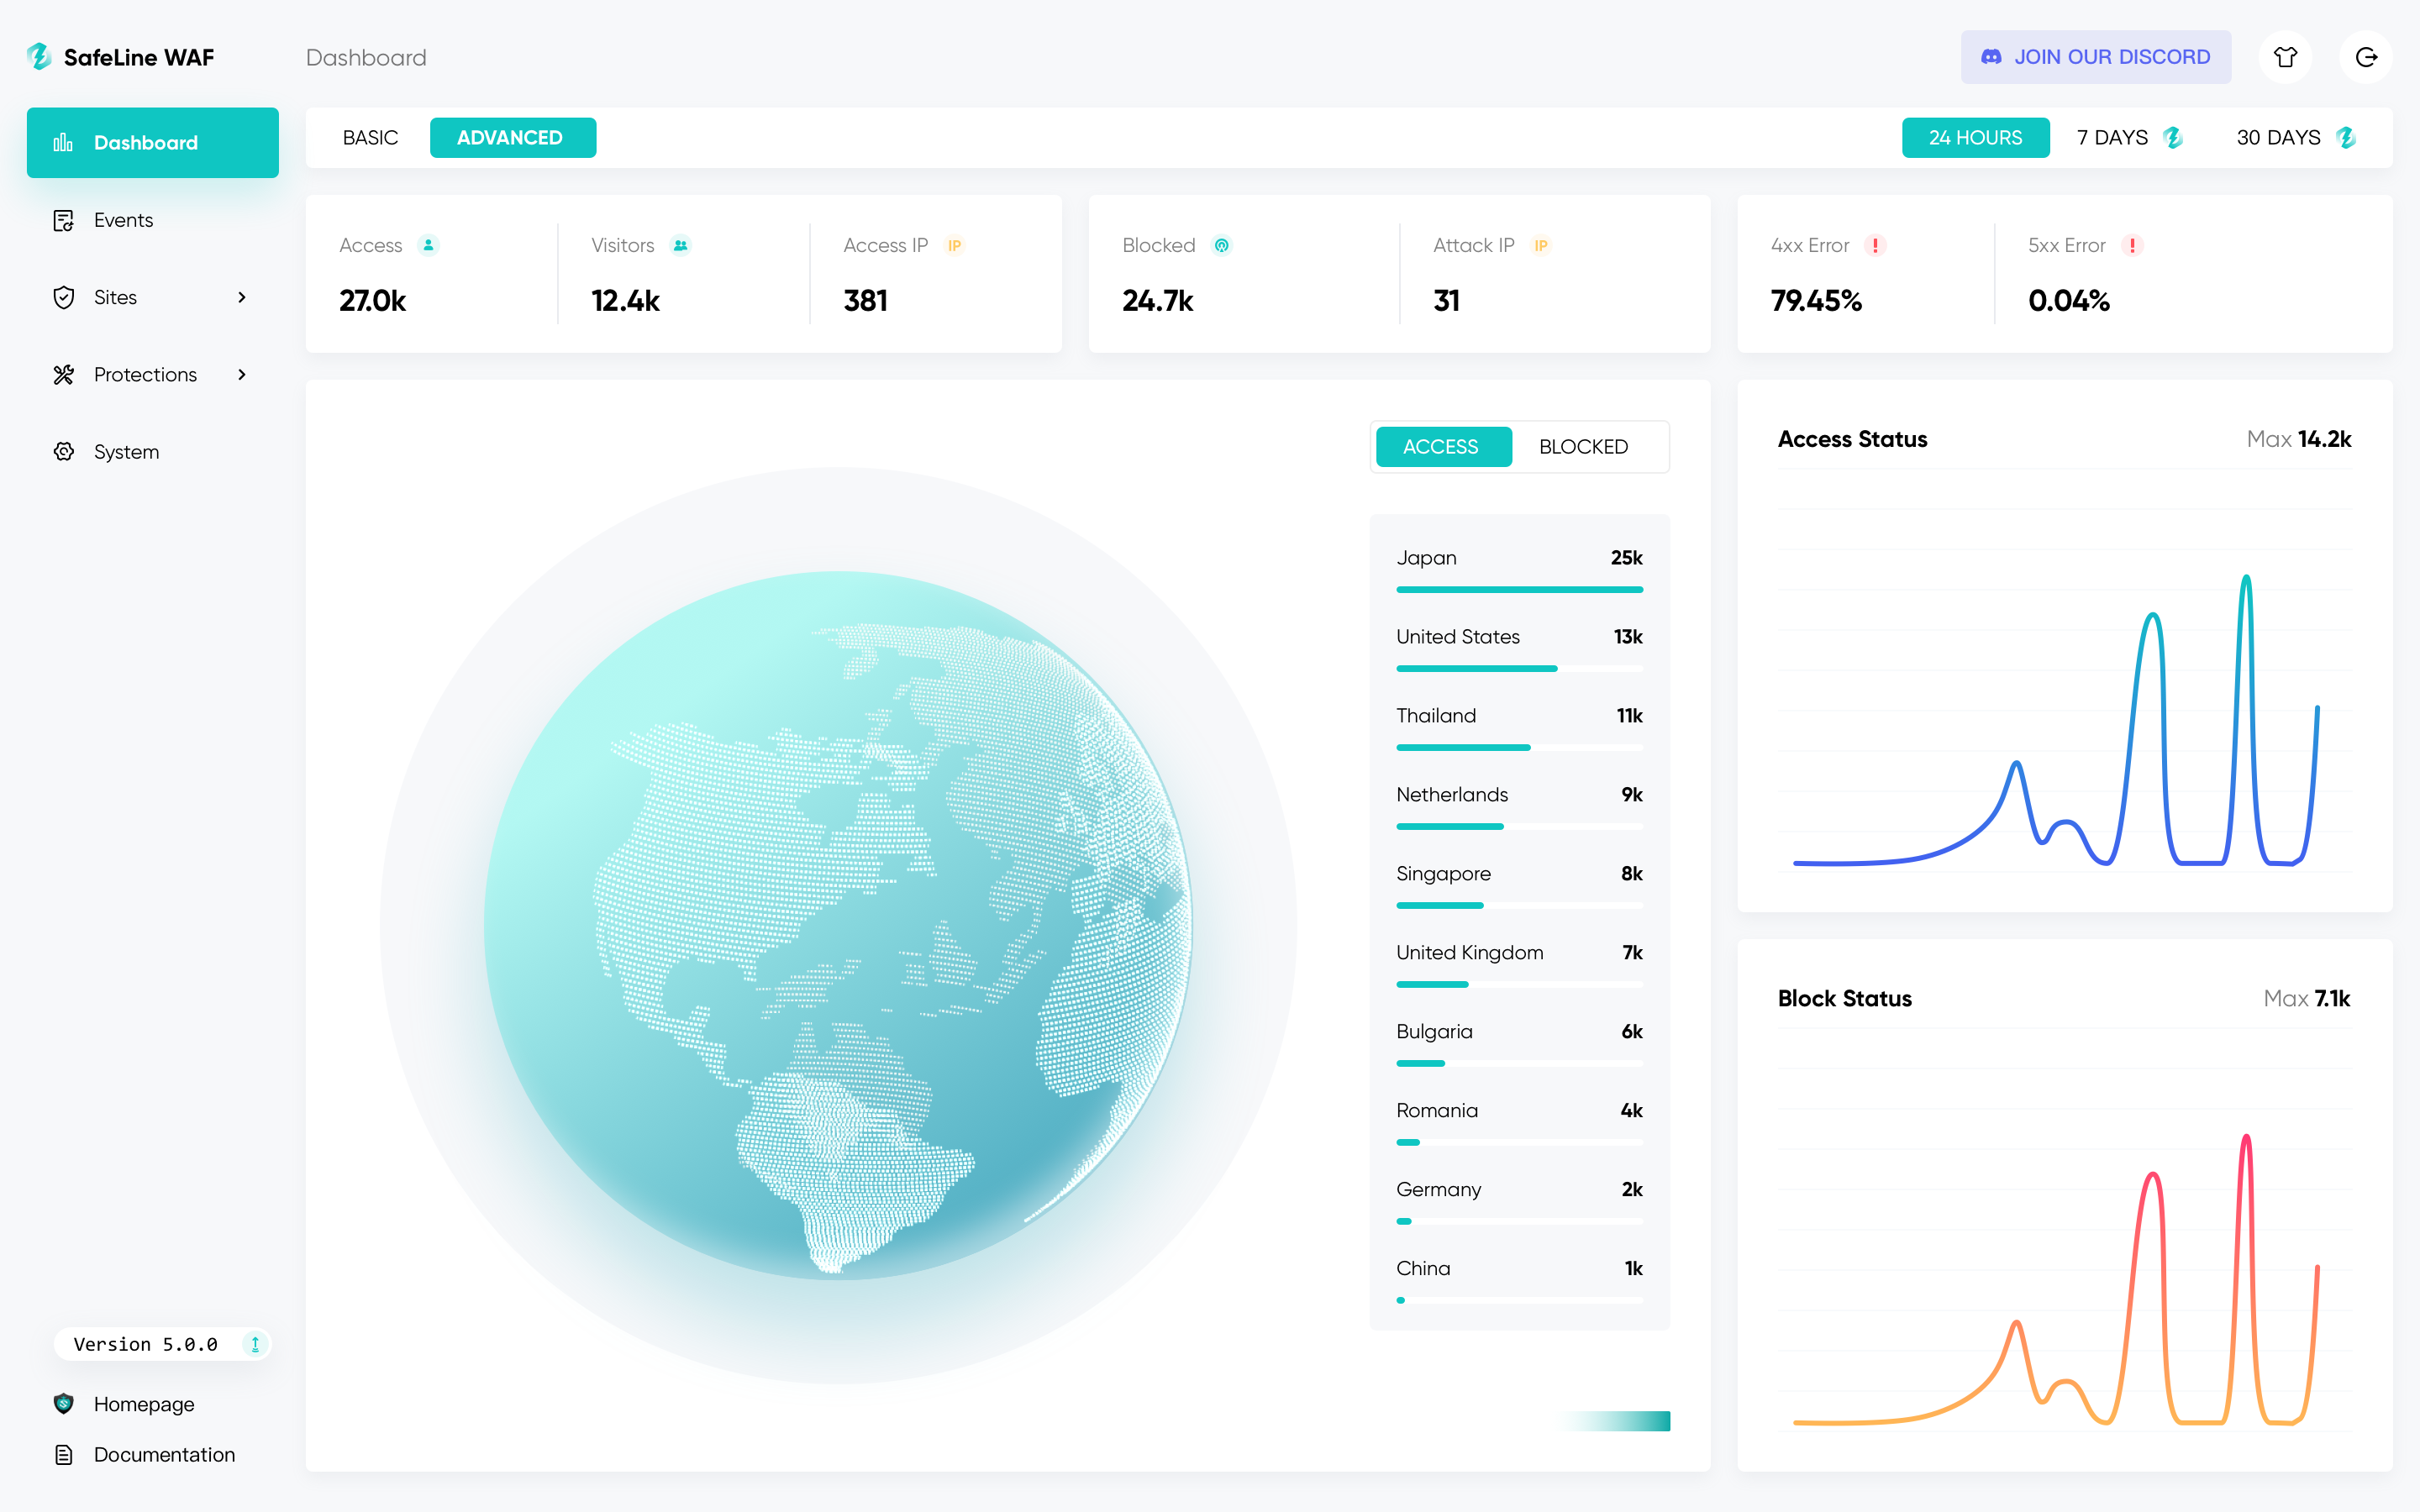 SafeLine WAF
Dashboard
JOIN OUR DISCORD
Dashboard
Events
Sites
Protections
System
Version 5.0.0
Homepage
Documentation
BASIC ADVANCED
24 HOURS 7 DAYS 30 DAYS
Access
27.0k
Visitors
12.4k
Access IP IP
381
Blocked
24.7k
Attack IP IP
31
4xx Error
79.45%
5xx Error
0.04%
ACCESS BLOCKED
Japan 25k
United States 13k
Thailand 11k
Netherlands 9k
Singapore 8k
United Kingdom 7k
Bulgaria 6k
Romania 4k
Germany 2k
China 1k
Access Status Max 14.2k
Block Status Max 7.1k